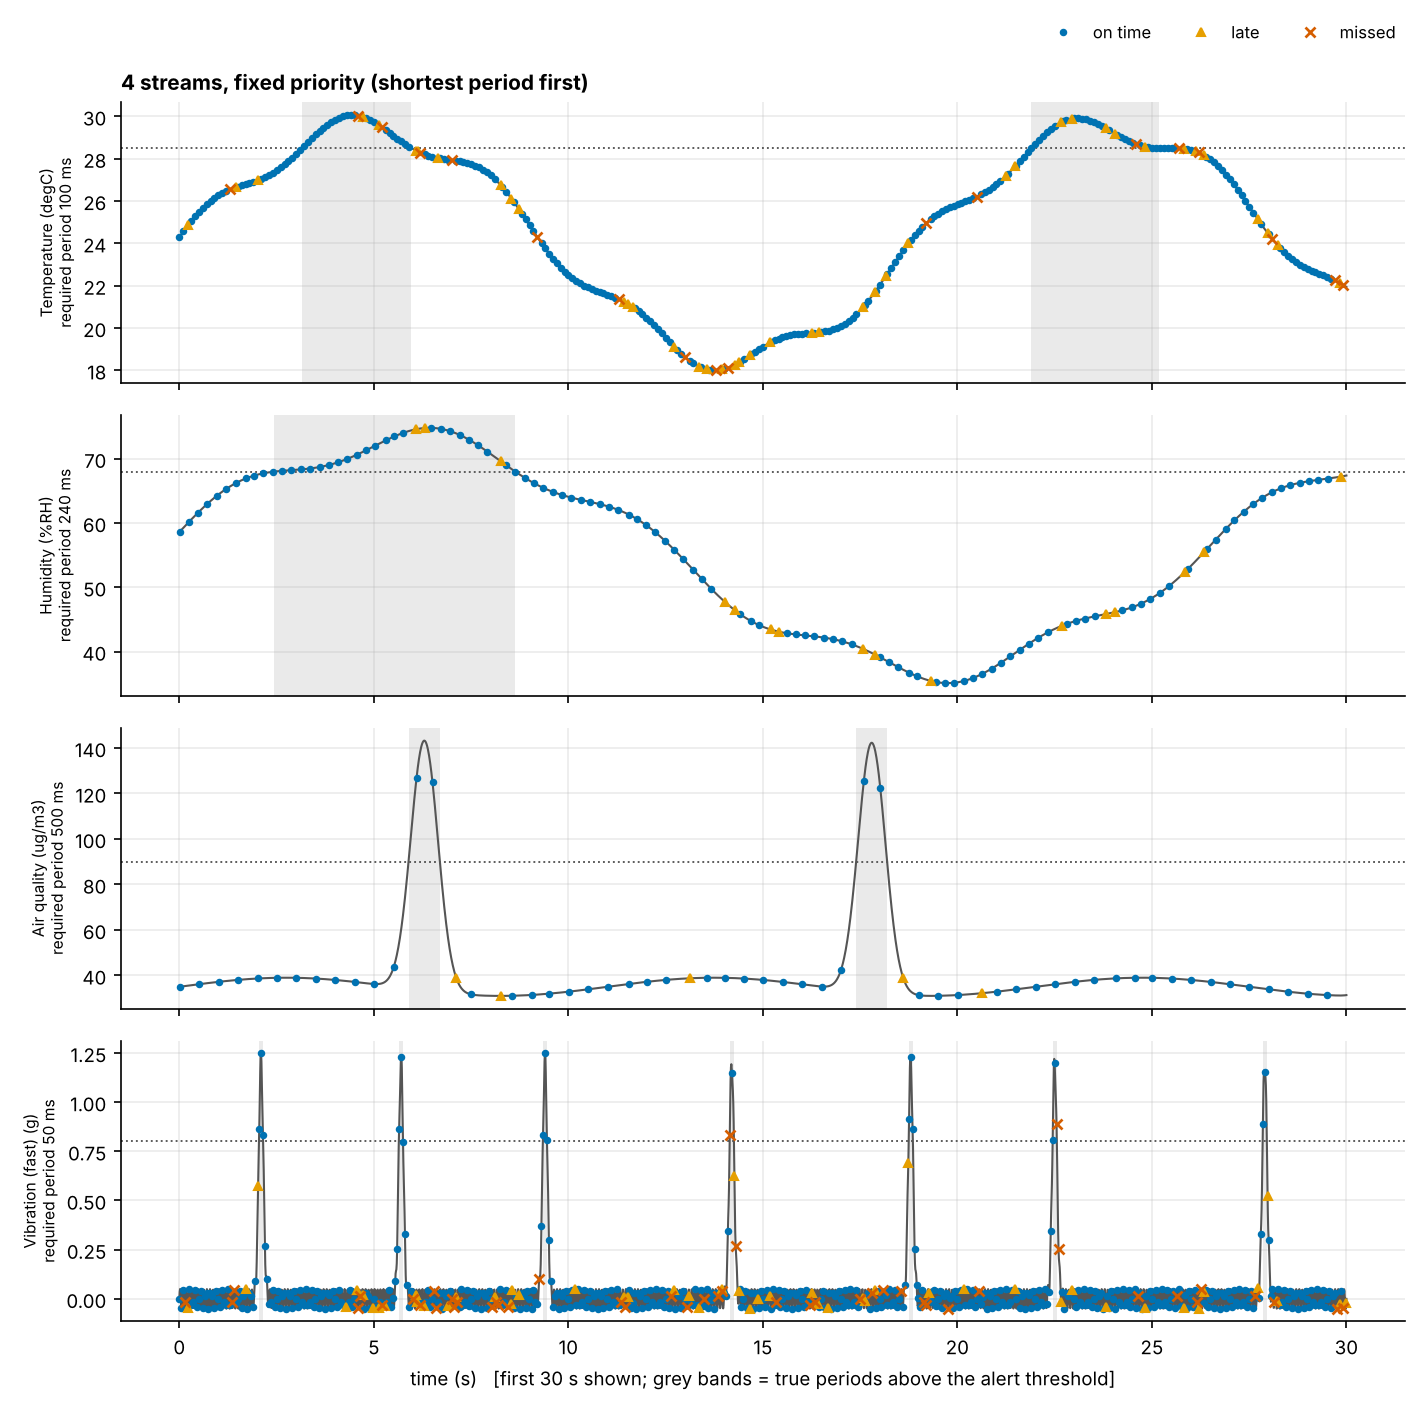 on time
late
missed
4 streams, fixed priority (shortest period first)
Temperature (degC)
required period 100 ms
30
28
26
24
22
20
18
Humidity (%RH)
required period 240 ms
70
60
50
40
Air quality (ug/m3)
required period 500 ms
140
120
100
80
60
40
Vibration (fast) (g)
required period 50 ms
1.25
1.00
0.75
0.50
0.25
0.00
0 5 10 15 20 25 30
time (s) [first 30 s shown; grey bands = true periods above the alert threshold]